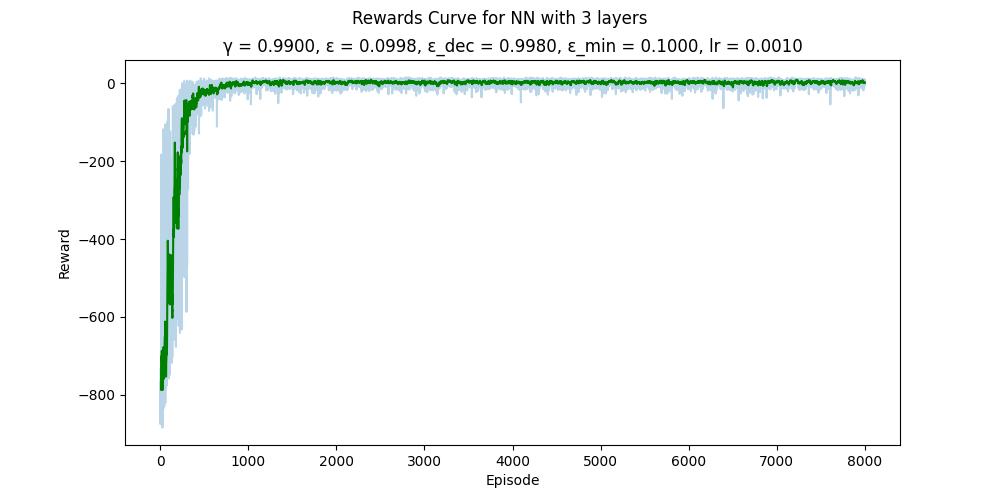 Rewards Curve for NN with 3 layers
γ = 0.9900, ε = 0.0998, ε_dec = 0.9980, ε_min = 0.1000, lr = 0.0010
0
−200
−400
−600
−800
Reward
0 1000 2000 3000 4000 5000 6000 7000 8000
Episode